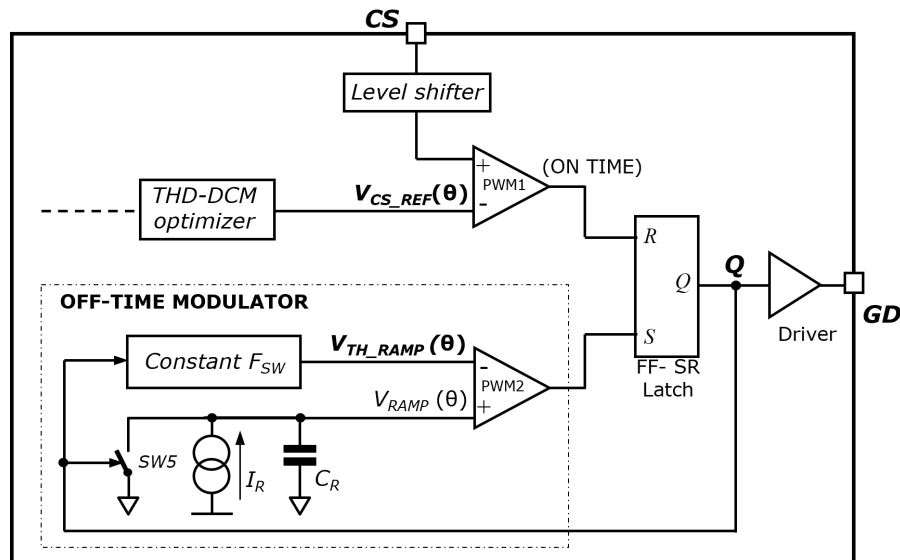 CS
Level shifter
+
PWM1
-
(ON TIME)
THD-DCM
optimizer
V_CS_REF(θ)
R
Q
S
Q
FF- SR
Latch
Driver
GD
OFF-TIME MODULATOR
Constant F_SW
V_TH_RAMP (θ)
-
PWM2
+
V_RAMP (θ)
SW5
I_R
C_R